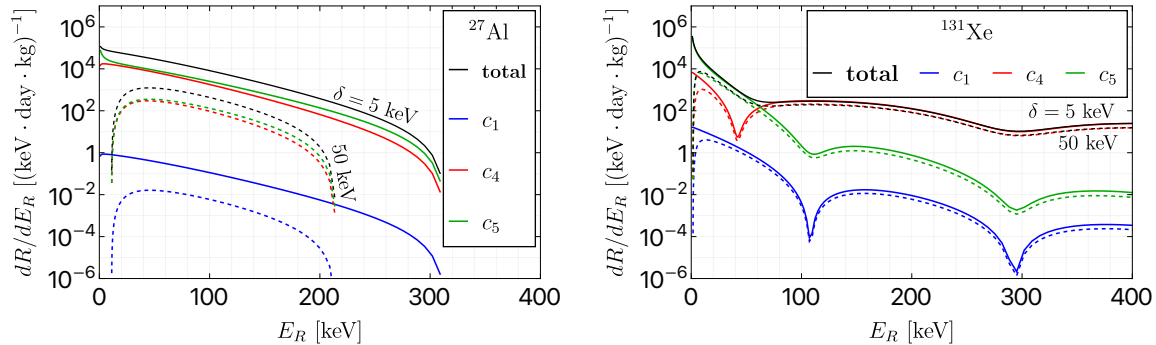 dR/dE_R [(keV · day · kg)^−1]
10^6
10^4
10^2
1
10^−2
10^−4
10^−6
0
100
200
300
400
E_R [keV]
^27Al
total
c_1
c_4
c_5
δ = 5 keV
50 keV
dR/dE_R [(keV · day · kg)^−1]
10^6
10^4
10^2
1
10^−2
10^−4
10^−6
0
100
200
300
400
E_R [keV]
^131Xe
total c_1 c_4 c_5
δ = 5 keV
50 keV